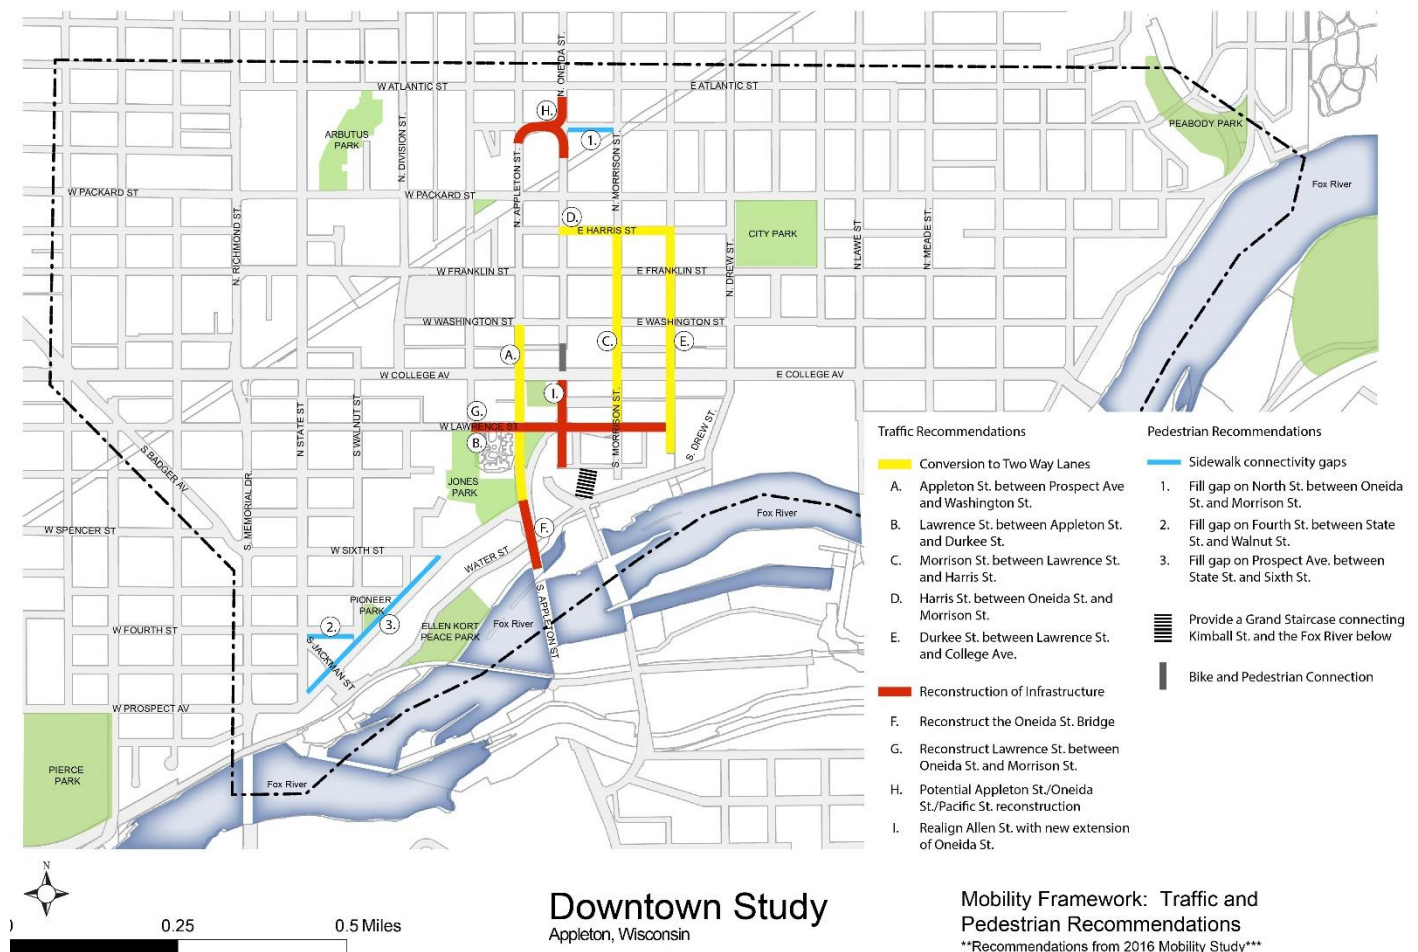 N. ONEIDA ST.
W ATLANTIC ST
E ATLANTIC ST
H.
1.
ARBUTUS
PARK
N. DIVISION ST.
N. APPLETON ST.
N. MORRISON ST.
PEABODY PARK
Fox River
W PACKARD ST
W PACKARD ST
N. RICHMOND ST.
D.
E HARRIS ST
CITY PARK
N. DREW ST.
N LAWE ST
N. MEADE ST.
W FRANKLIN ST
E FRANKLIN ST
W WASHINGTON ST
E WASHINGTON ST
A.
C.
E.
W COLLEGE AV
E COLLEGE AV
I.
G.
W LAWRENCE ST
B.
N STATE ST
S WALNUT ST
S. MORRISON ST.
S. DREW ST.
S BADGER AV
S. MEMORIAL DR.
JONES
PARK
W SPENCER ST
F.
Fox River
W SIXTH ST
WATER ST
PIONEER
PARK
3.
2.
W FOURTH ST
S JACKMAN ST
ELLEN KORT
PEACE PARK
Fox River
S. APPLETON ST.
W PROSPECT AV
PIERCE
PARK
Fox River
Traffic Recommendations
Conversion to Two Way Lanes
A. Appleton St. between Prospect Ave
and Washington St.
B. Lawrence St. between Appleton St.
and Durkee St.
C. Morrison St. between Lawrence St.
and Harris St.
D. Harris St. between Oneida St. and
Morrison St.
E. Durkee St. between Lawrence St.
and College Ave.
Reconstruction of Infrastructure
F. Reconstruct the Oneida St. Bridge
G. Reconstruct Lawrence St. between
Oneida St. and Morrison St.
H. Potential Appleton St./Oneida
St./Pacific St. reconstruction
I. Realign Allen St. with new extension
of Oneida St.
Pedestrian Recommendations
Sidewalk connectivity gaps
1. Fill gap on North St. between Oneida
St. and Morrison St.
2. Fill gap on Fourth St. between State
St. and Walnut St.
3. Fill gap on Prospect Ave. between
State St. and Sixth St.
Provide a Grand Staircase connecting
Kimball St. and the Fox River below
Bike and Pedestrian Connection
N
0.25
0.5 Miles
Downtown Study
Appleton, Wisconsin
Mobility Framework: Traffic and
Pedestrian Recommendations
**Recommendations from 2016 Mobility Study***